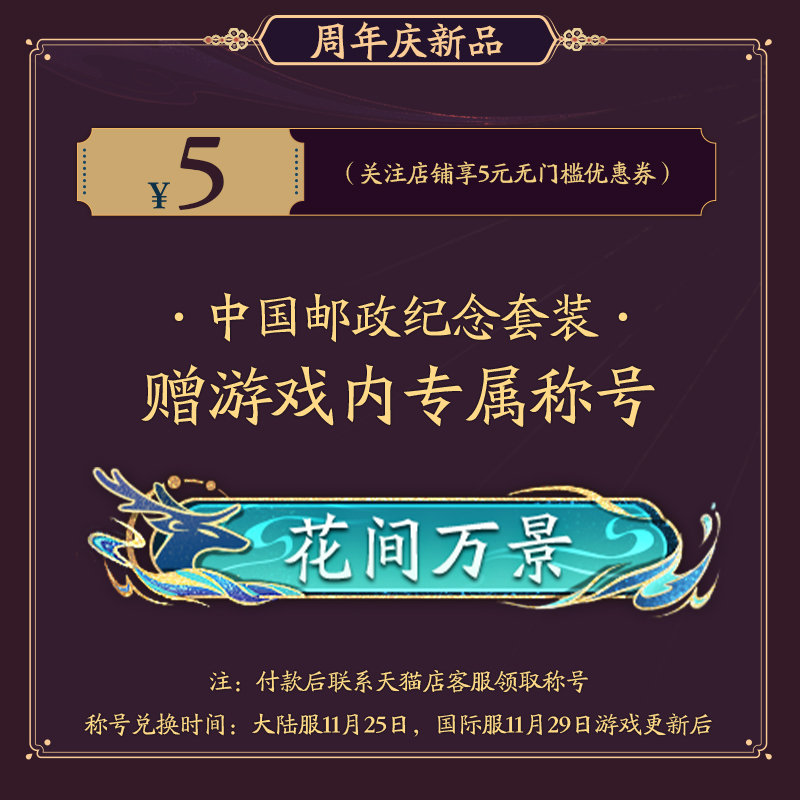 周年庆新品
¥5
（关注店铺享5元无门槛优惠券）
·中国邮政纪念套装·
赠游戏内专属称号
花间万景
注：付款后联系天猫店客服领取称号
称号兑换时间：大陆服11月25日，国际服11月29日游戏更新后